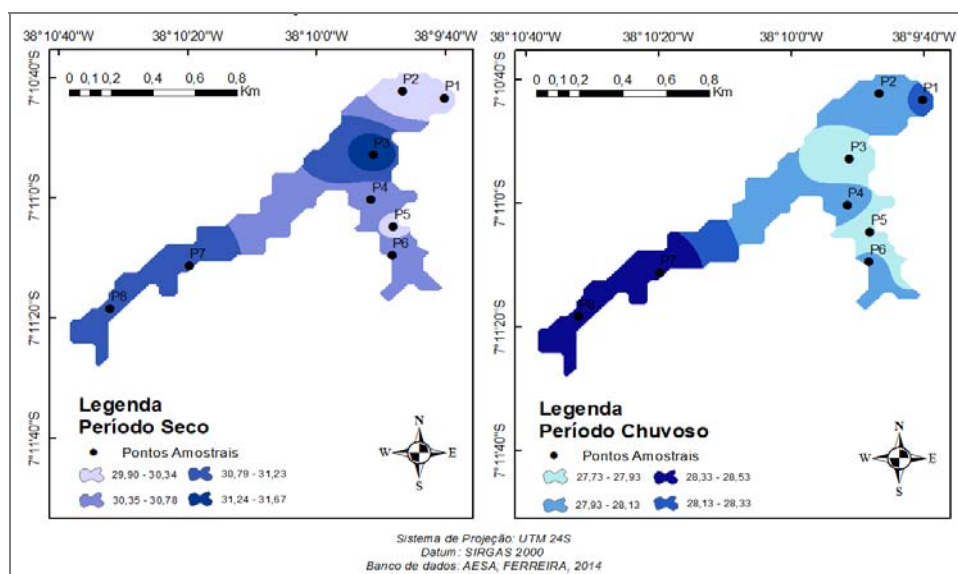 38°10'40"W 38°10'20"W 38°10'00"W 38°9'40"W
7°10'40"S
7°11'0"S
7°11'20"S
7°11'40"S
0 0,1 0,2 0,4 0,6 0,8
Km
P2
P1
P3
P4
P5
P6
P7
P8
Legenda
Período Seco
Pontos Amostrais
29,90 - 30,34 30,79 - 31,23
30,35 - 30,78 31,24 - 31,67
N
W E
S
38°10'40"W 38°10'20"W 38°10'0"W 38°9'40"W
7°10'40"S
7°11'0"S
7°11'20"S
7°11'40"S
0 0,1 0,2 0,4 0,6 0,8
Km
P2
P1
P3
P4
P5
P6
P7
P8
Legenda
Período Chuvoso
Pontos Amostrais
27,73 - 27,93 28,33 - 28,53
27,93 - 28,13 28,13 - 28,33
N
W E
S
Sistema de Projeção: UTM 24S
Datum: SIRGAS 2000
Banco de dados: AESA; FERREIRA, 2014